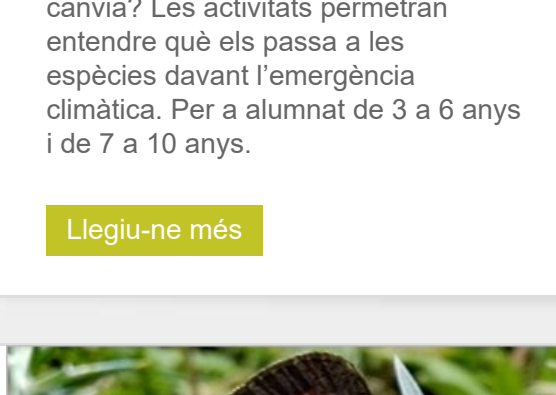 canvia? Les activitats permetran
entendre què els passa a les
espècies davant l’emergència
climàtica. Per a alumnat de 3 a 6 anys
i de 7 a 10 anys.
Llegiu-ne més